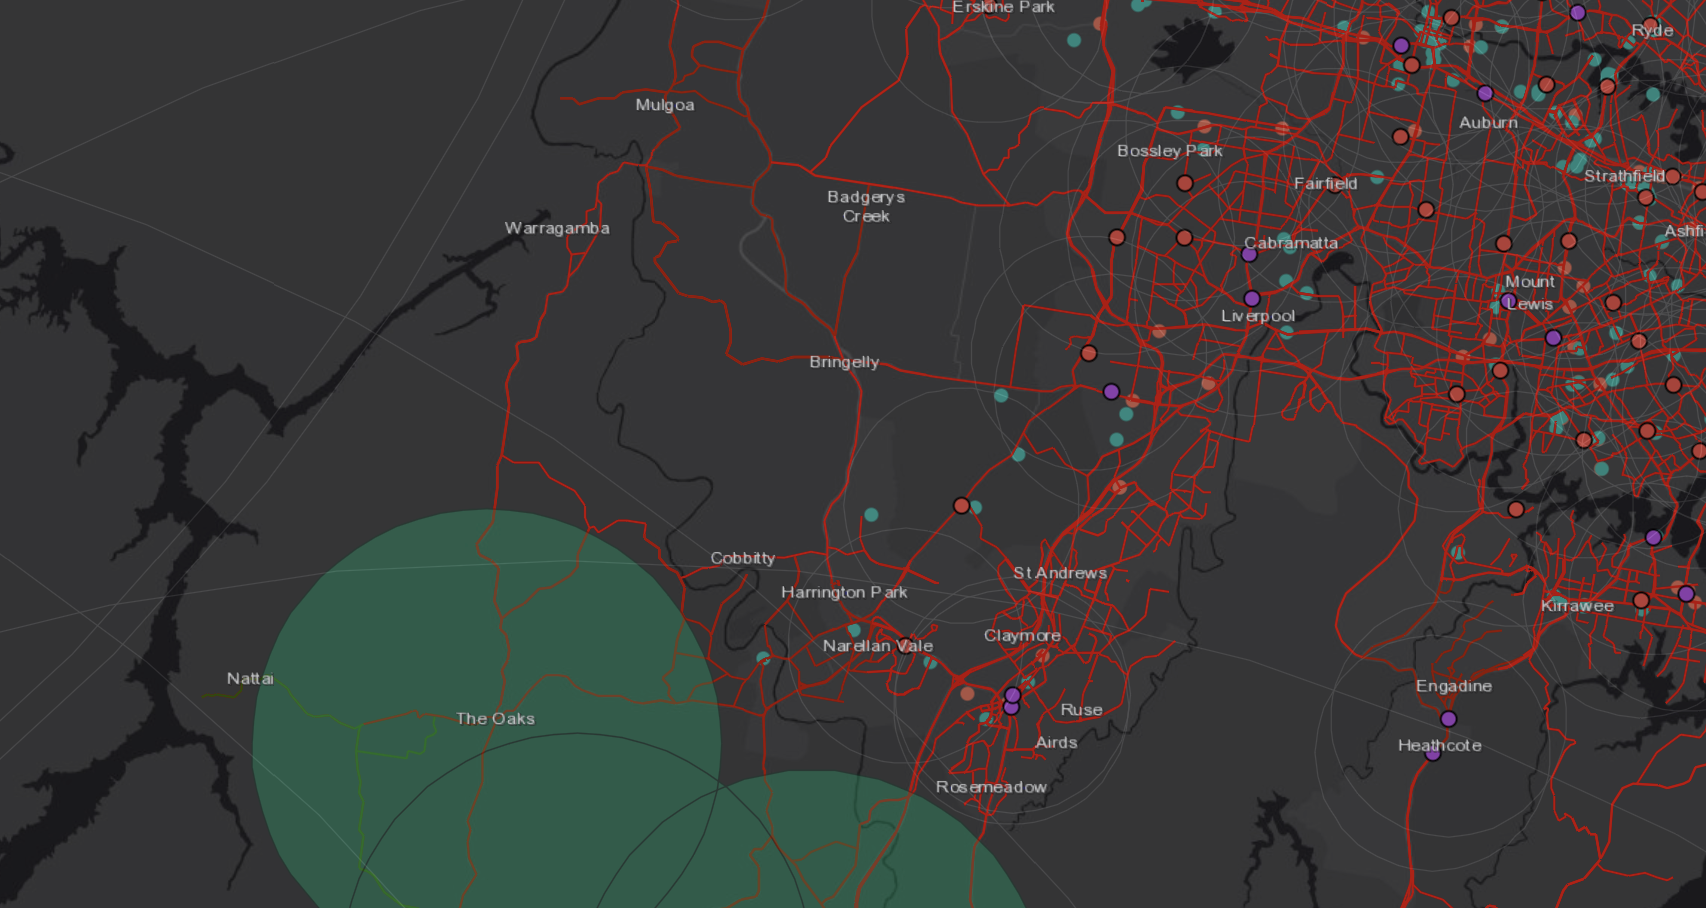 Erskine Park
Ryde
Mulgoa
Auburn
Bossley Park
Strathfield
Fairfield
Badgerys
Creek
Warragamba
Ashfi
Cabramatta
Mount
Lewis
Liverpool
Bringelly
Cobbitty
St Andrews
Harrington Park
Kirrawee
Claymore
Narellan Vale
Nattai
Engadine
Ruse
The Oaks
Airds
Heathcote
Rosemeadow